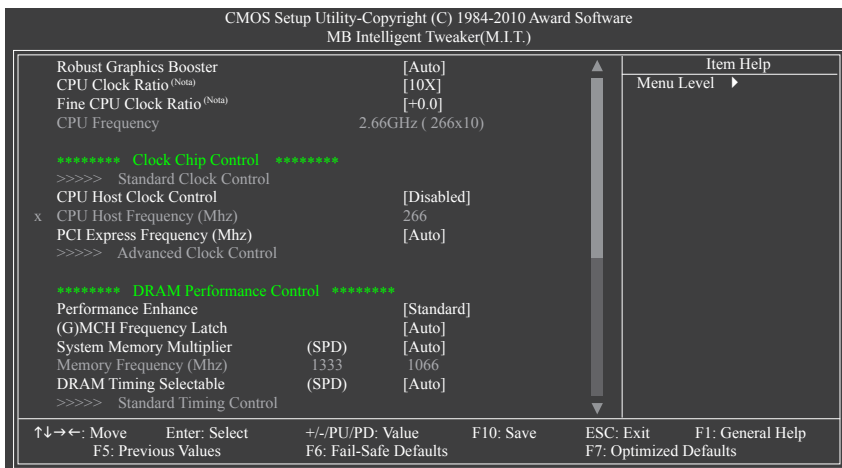 CMOS Setup Utility-Copyright (C) 1984-2010 Award Software
MB Intelligent Tweaker(M.I.T.)
Robust Graphics Booster [Auto]
CPU Clock Ratio (Nota) [10X]
Fine CPU Clock Ratio (Nota) [+0.0]
CPU Frequency 2.66GHz ( 266x10)
******** Clock Chip Control ********
>>>>> Standard Clock Control
CPU Host Clock Control [Disabled]
x CPU Host Frequency (Mhz) 266
PCI Express Frequency (Mhz) [Auto]
>>>>> Advanced Clock Control
******** DRAM Performance Control ********
Performance Enhance [Standard]
(G)MCH Frequency Latch [Auto]
System Memory Multiplier (SPD) [Auto]
Memory Frequency (Mhz) 1333 1066
DRAM Timing Selectable (SPD) [Auto]
>>>>> Standard Timing Control
Item Help
Menu Level ▶
↑↓→←: Move Enter: Select +/-/PU/PD: Value F10: Save ESC: Exit F1: General Help
F5: Previous Values F6: Fail-Safe Defaults F7: Optimized Defaults